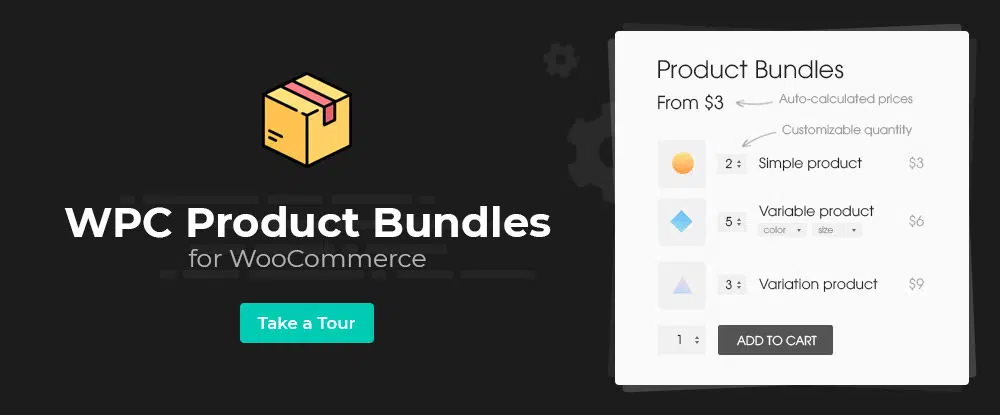 WPC Product Bundles
for WooCommerce
Take a Tour
Product Bundles
From $3
Auto-calculated prices
Customizable quantity
2 Simple product $3
5 Variable product $6
color size
3 Variation product $9
1 ADD TO CART